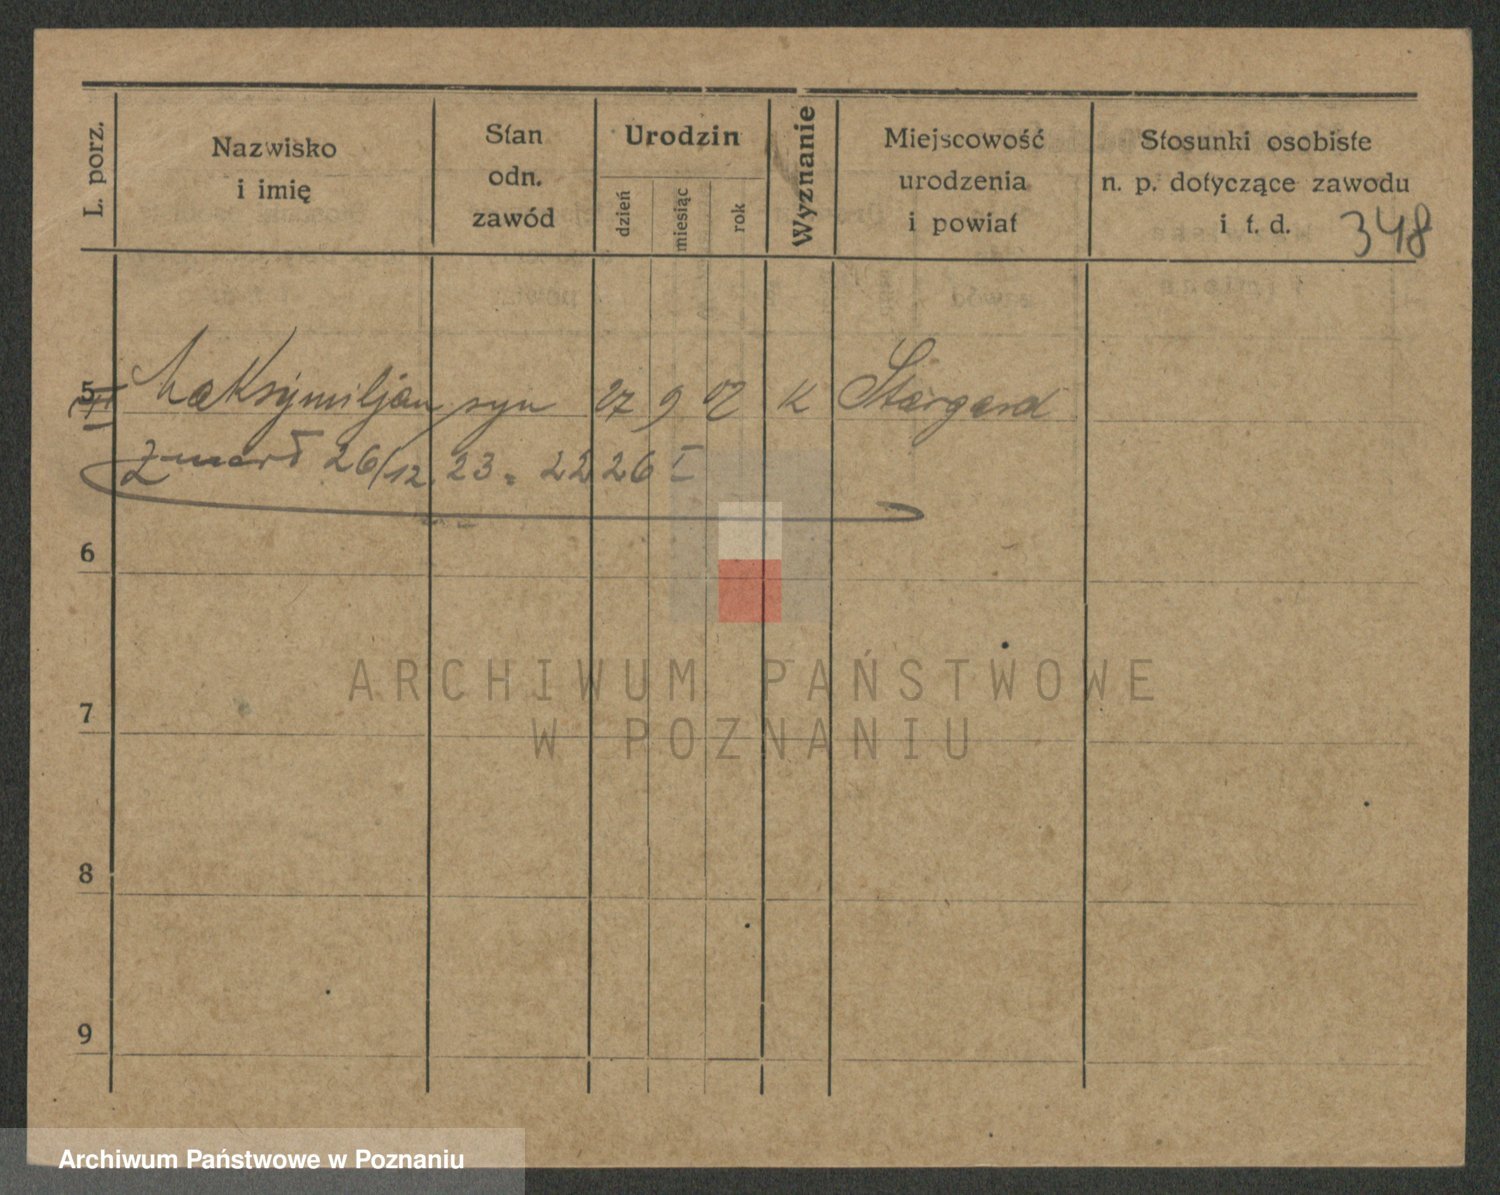 L. porz.
Nazwisko
i imię
Stan
odn.
zawód
Urodzin
dzień
miesiąc
rok
Wyznanie
Miejscowość
urodzenia
i powiat
Stosunki osobiste
n. p. dotyczące zawodu
i t. d.
348
5 Maksymiljan syn 27 9 02 K Stargard
Zmarł 26/12. 23. 2226 I
6
7
8
9
ARCHIWUM PAŃSTWOWE
W POZNANIU
Archiwum Państwowe w Poznaniu